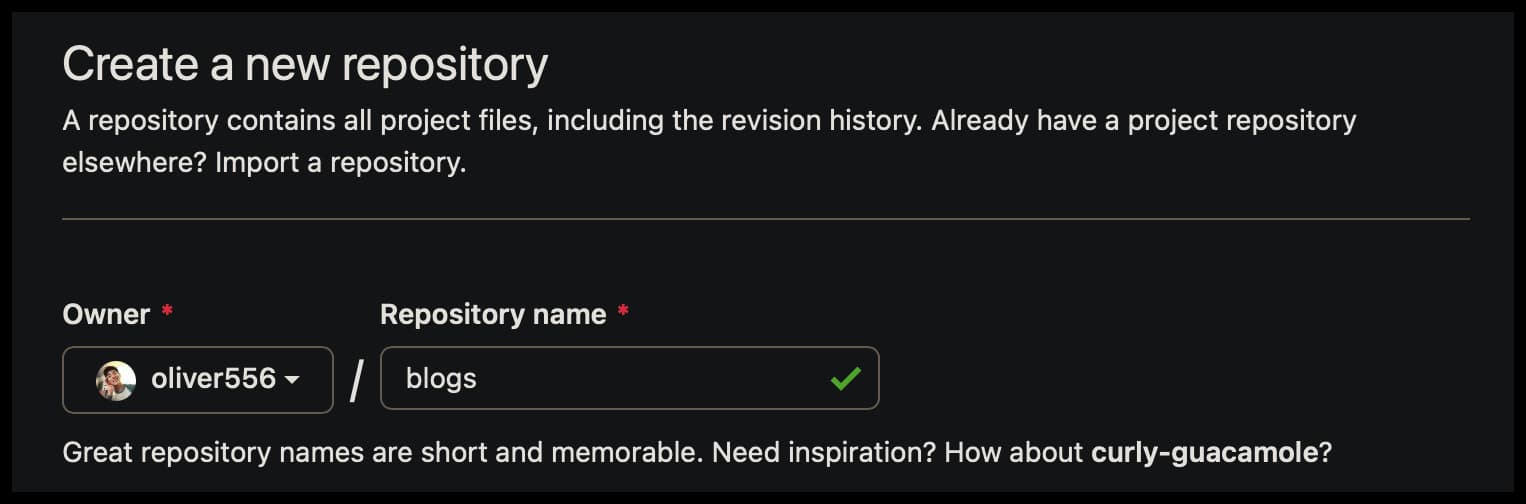 Create a new repository
A repository contains all project files, including the revision history. Already have a project repository
elsewhere? Import a repository.
Owner * Repository name *
oliver556 / blogs
Great repository names are short and memorable. Need inspiration? How about curly-guacamole?